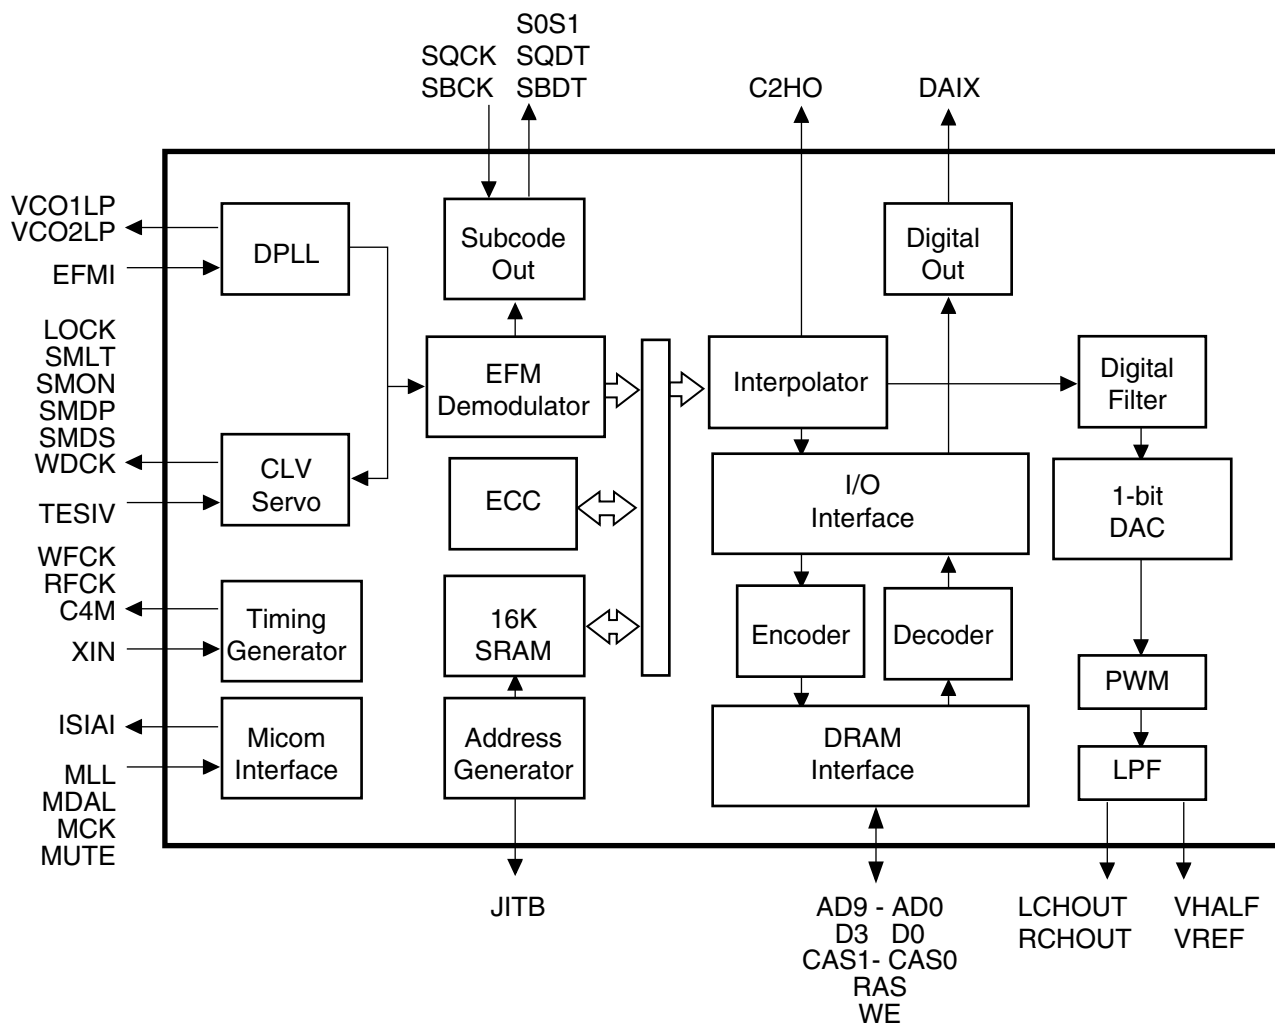 S0S1
SQCK SQDT
SBCK SBDT
C2HO
DAIX
VCO1LP
VCO2LP
EFMI
DPLL
Subcode
Out
Digital
Out
LOCK
SMLT
SMON
SMDP
SMDS
WDCK
TESIV
EFM
Demodulator
Interpolator
Digital
Filter
CLV
Servo
ECC
I/O
Interface
1-bit
DAC
WFCK
RFCK
C4M
XIN
Timing
Generator
16K
SRAM
Encoder
Decoder
PWM
ISIAI
MLL
MDAL
MCK
MUTE
Micom
Interface
Address
Generator
DRAM
Interface
LPF
JITB
AD9 - AD0
D3 D0
CAS1- CAS0
RAS
WE
LCHOUT
RCHOUT
VHALF
VREF